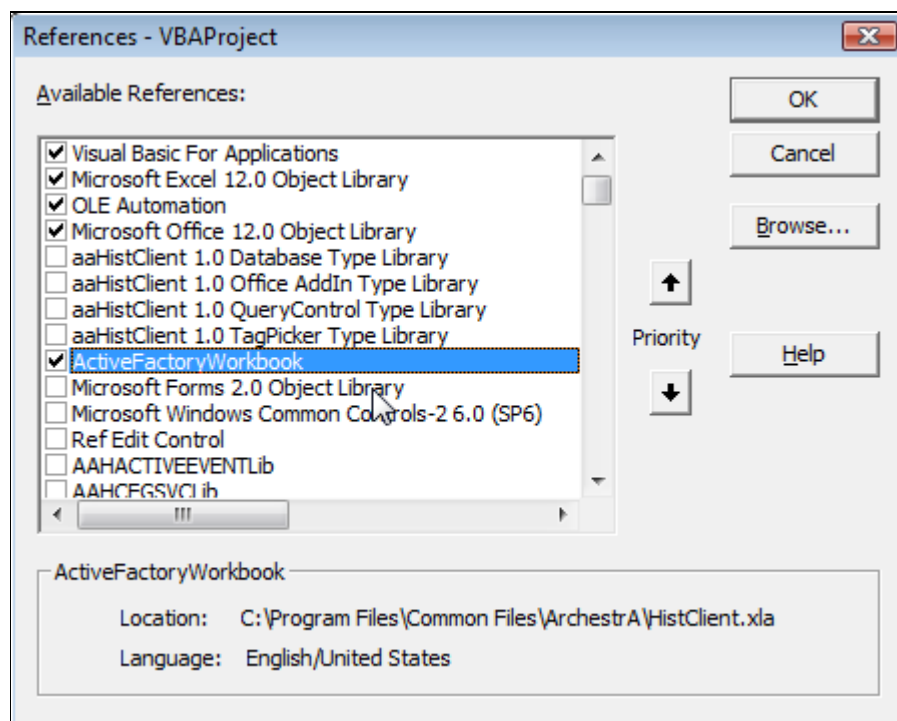 References - VBAProject
Available References:
OK
Visual Basic For Applications
Cancel
Microsoft Excel 12.0 Object Library
OLE Automation
Microsoft Office 12.0 Object Library
Browse...
aaHistClient 1.0 Database Type Library
aaHistClient 1.0 Office AddIn Type Library
aaHistClient 1.0 QueryControl Type Library
aaHistClient 1.0 TagPicker Type Library
Priority
ActiveFactoryWorkbook
Help
Microsoft Forms 2.0 Object Library
Microsoft Windows Common Controls-2 6.0 (SP6)
Ref Edit Control
AAHACTIVEEVENTLib
AAHCFGSVCLib
ActiveFactoryWorkbook
Location: C:\Program Files\Common Files\ArchestrA\HistClient.xla
Language: English/United States